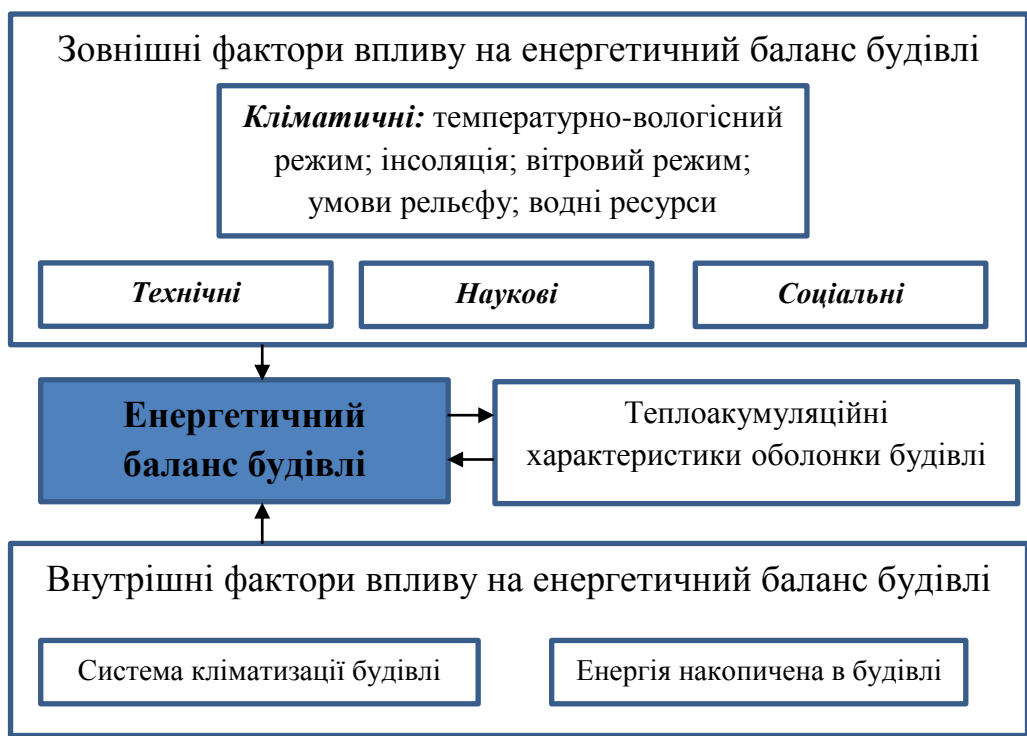 Зовнішні фактори впливу на енергетичний баланс будівлі
Кліматичні: температурно-вологісний
режим; інсоляція; вітровий режим;
умови рельєфу; водні ресурси
Технічні
Наукові
Соціальні
Енергетичний
баланс будівлі
Теплоакумуляційні
характеристики оболонки будівлі
Внутрішні фактори впливу на енергетичний баланс будівлі
Система кліматизації будівлі
Енергія накопичена в будівлі